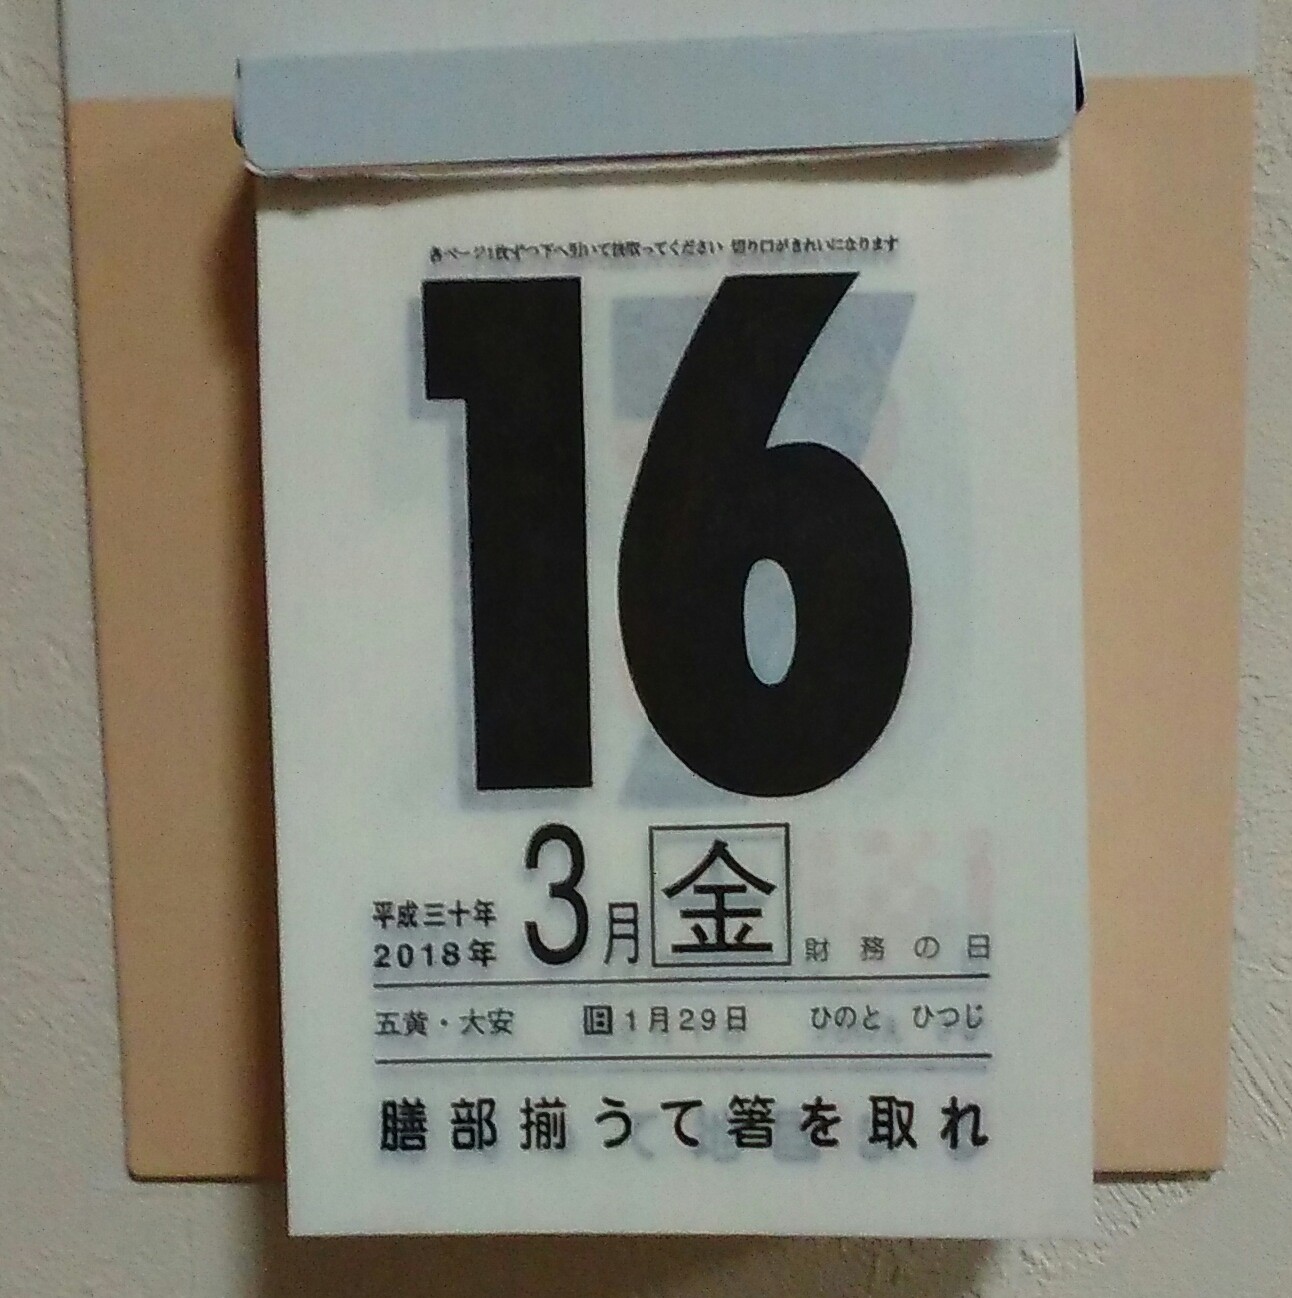 各ページ1枚ずつ下へ引いて抜取ってください 切り口がきれいになります
16
平成三十年
2018年
3月 金 財務の日
五黄・大安 旧1月29日 ひのと ひつじ
膳部揃うて箸を取れ